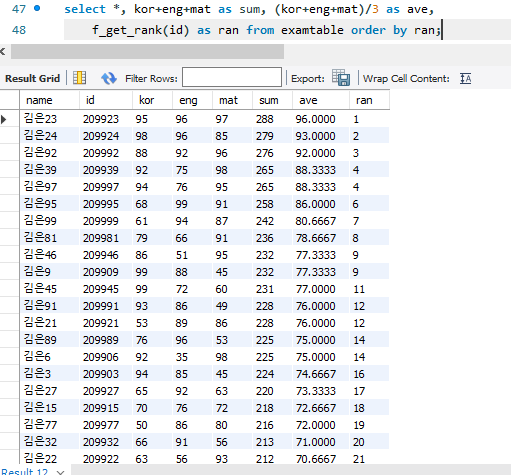 47 select *, kor+eng+mat as sum, (kor+eng+mat)/3 as ave,
48 f_get_rank(id) as ran from examtable order by ran;
Result Grid Filter Rows: Export: Wrap Cell Content:
name id kor eng mat sum ave ran
김은23 209923 95 96 97 288 96.0000 1
김은24 209924 98 96 85 279 93.0000 2
김은92 209992 88 92 96 276 92.0000 3
김은39 209939 92 75 98 265 88.3333 4
김은97 209997 94 76 95 265 88.3333 4
김은95 209995 68 99 91 258 86.0000 6
김은99 209999 61 94 87 242 80.6667 7
김은81 209981 79 66 91 236 78.6667 8
김은46 209946 86 51 95 232 77.3333 9
김은9 209909 99 88 45 232 77.3333 9
김은45 209945 99 72 60 231 77.0000 11
김은91 209991 93 86 49 228 76.0000 12
김은21 209921 53 89 86 228 76.0000 12
김은89 209989 76 96 53 225 75.0000 14
김은6 209906 92 35 98 225 75.0000 14
김은3 209903 94 85 45 224 74.6667 16
김은27 209927 65 92 63 220 73.3333 17
김은15 209915 70 76 72 218 72.6667 18
김은77 209977 50 86 80 216 72.0000 19
김은32 209932 66 91 56 213 71.0000 20
김은22 209922 63 56 93 212 70.6667 21
Result 12